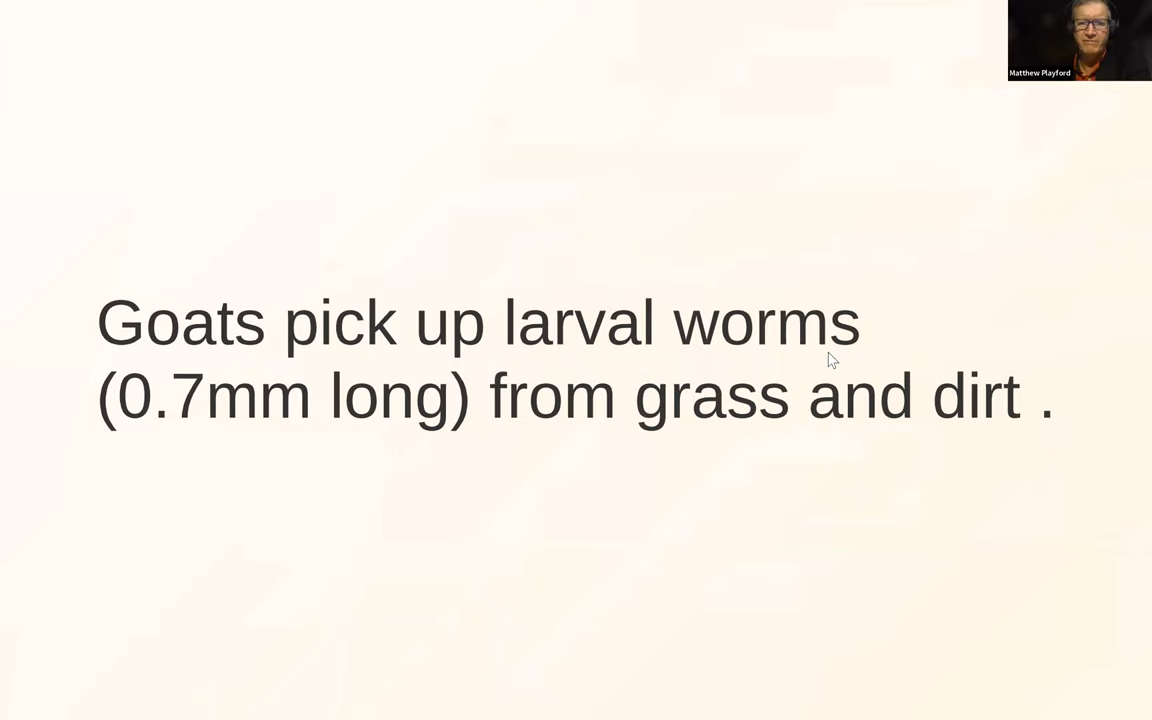 Matthew Playford
Goats pick up larval worms
(0.7mm long) from grass and dirt .